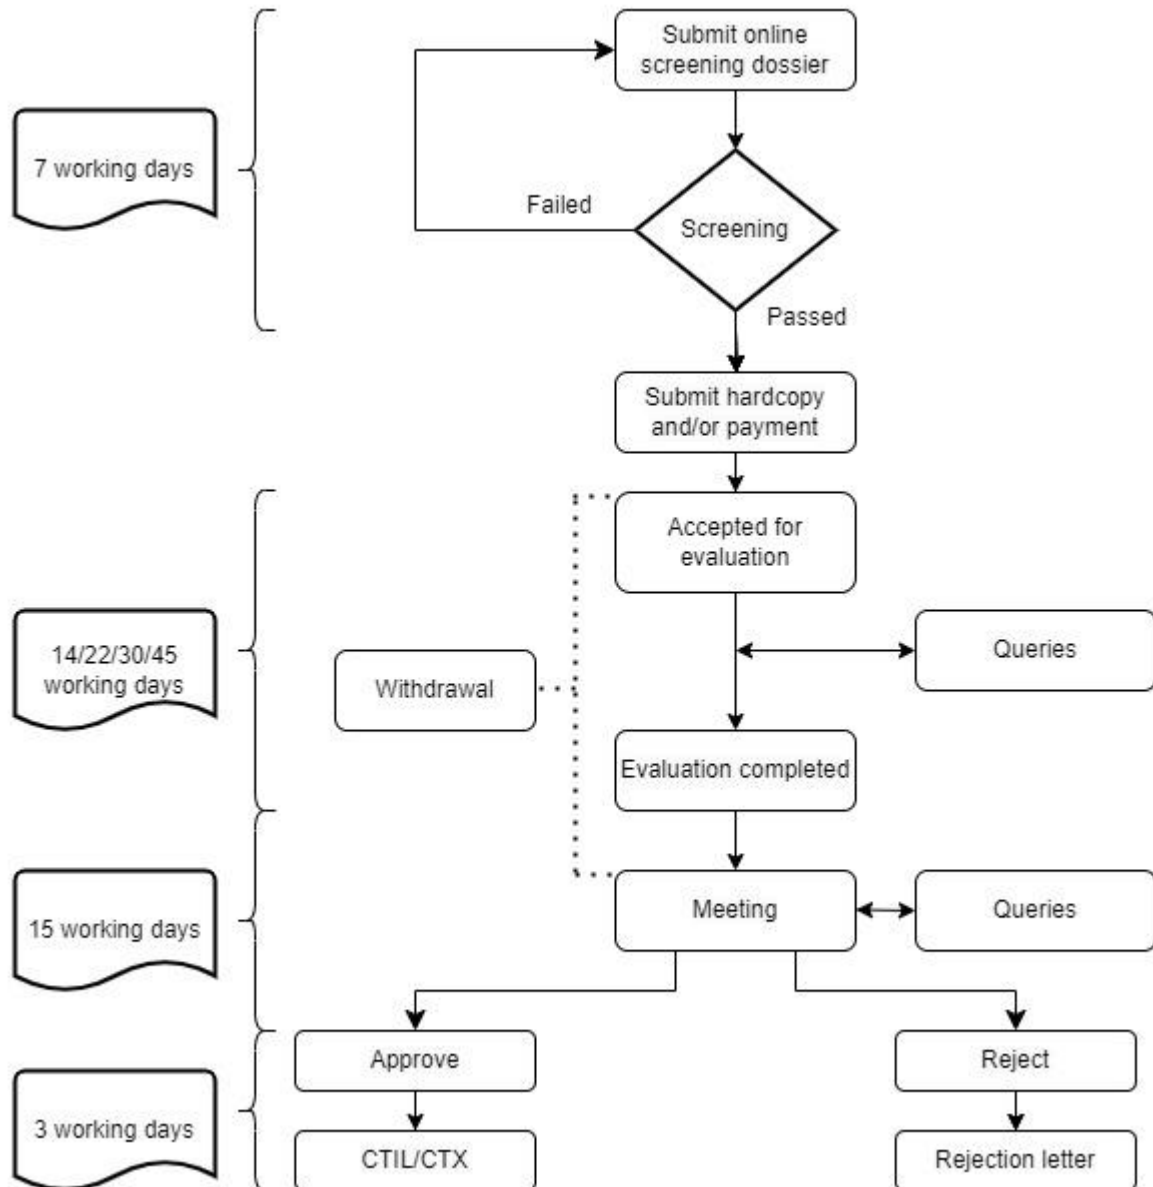 Submit online
screening dossier
7 working days
Failed
Screening
Passed
Submit hardcopy
and/or payment
Accepted for
evaluation
14/22/30/45
working days
Withdrawal
Queries
Evaluation completed
15 working days
Meeting
Queries
Approve
Reject
3 working days
CTIL/CTX
Rejection letter